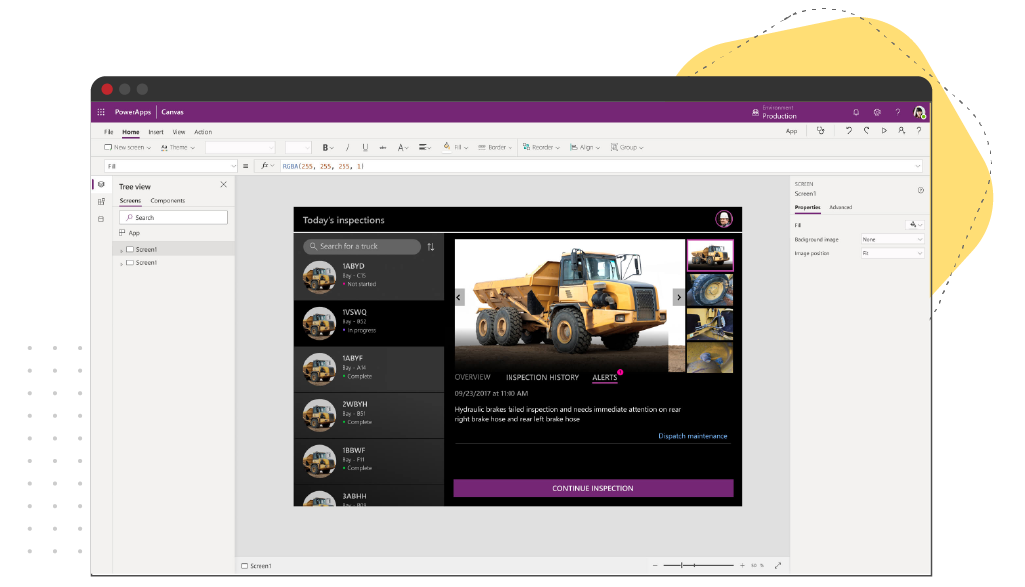 PowerApps
Canvas
Environment
Production
?
File Home Insert View Action
App
?
New screen
Theme
B
/
U
abc
A
Fill
Border
Reorder
Align
Group
Fill
=
fx
RGBA(255, 255, 255, 1)
Tree view
Screens Components
Search
App
Screen1
Screen1
Today's inspections
Search for a truck
1ABYD
Bay - C15
Not started
1VSWQ
Bay - B52
In progress
1ABYF
Bay - A14
Complete
2WBYH
Bay - B51
Complete
1BBWF
Bay - F11
Complete
3ABHH
OVERVIEW INSPECTION HISTORY ALERTS
09/23/2017 at 11:10 AM
Hydraulic brakes failed inspection and needs immediate attention on rear
right brake hose and rear left brake hose
Dispatch maintenance
CONTINUE INSPECTION
SCREEN
Screen1
Properties Advanced
Fill
Background image None
Image position Fit
Screen1
50 %